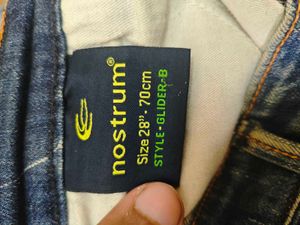 nostrum®
Size 28"- 70cm
STYLE-GLIDER-B